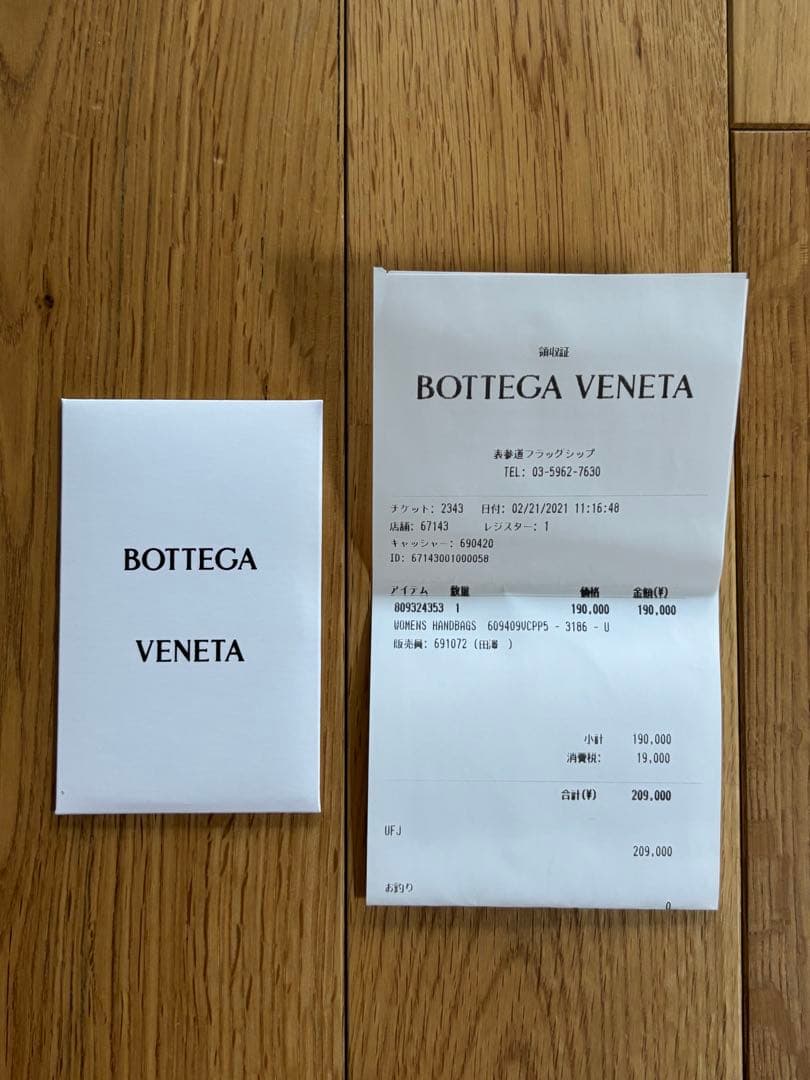 BOTTEGA
VENETA
領収証
BOTTEGA VENETA
表参道フラッグシップ
TEL: 03-5962-7630
チケット: 2343 日付: 02/21/2021 11:16:48
店舗: 67143 レジスター: 1
キャッシャー: 690420
ID: 67143001000058
アイテム 数量 価格 金額(¥)
809324353 1 190,000 190,000
WOMENS HANDBAGS 609409VCPP5 - 3186 - U
販売員: 691072 (田澤 )
小計 190,000
消費税: 19,000
合計(¥) 209,000
UFJ
209,000
お釣り
0